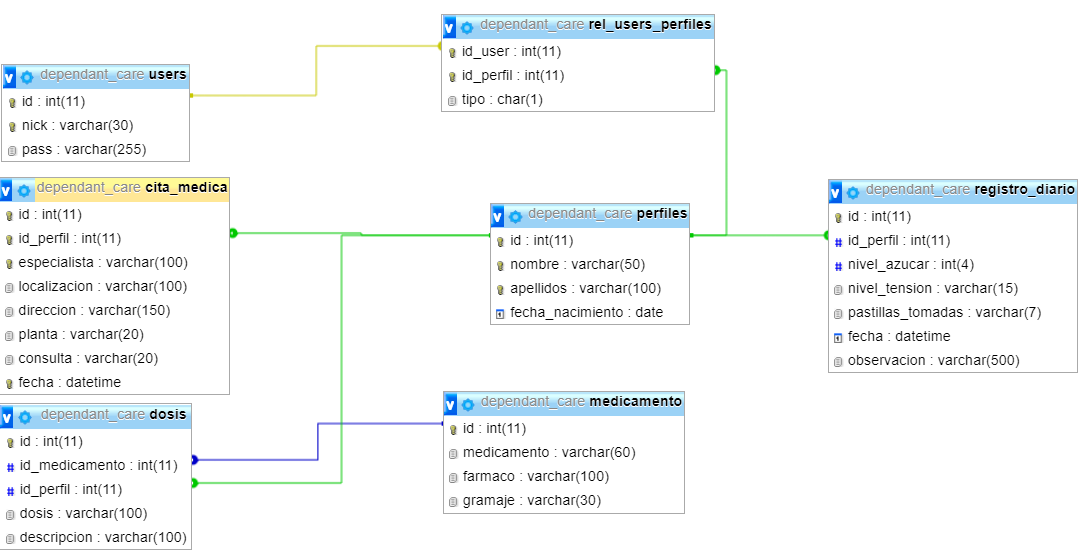 dependant_care rel_users_perfiles
id_user : int(11)
id_perfil : int(11)
tipo : char(1)
v dependant_care users
id : int(11)
nick : varchar(30)
pass : varchar(255)
v dependant_care cita_medica
id : int(11)
id_perfil : int(11)
especialista : varchar(100)
localizacion : varchar(100)
direccion : varchar(150)
planta : varchar(20)
consulta : varchar(20)
fecha : datetime
v dependant_care perfiles
id : int(11)
nombre : varchar(50)
apellidos : varchar(100)
fecha_nacimiento : date
v dependant_care registro_diario
id : int(11)
# id_perfil : int(11)
# nivel_azucar : int(4)
nivel_tension : varchar(15)
pastillas_tomadas : varchar(7)
fecha : datetime
observacion : varchar(500)
v dependant_care dosis
id : int(11)
# id_medicamento : int(11)
# id_perfil : int(11)
dosis : varchar(100)
descripcion : varchar(100)
v dependant_care medicamento
id : int(11)
medicamento : varchar(60)
farmaco : varchar(100)
gramaje : varchar(30)